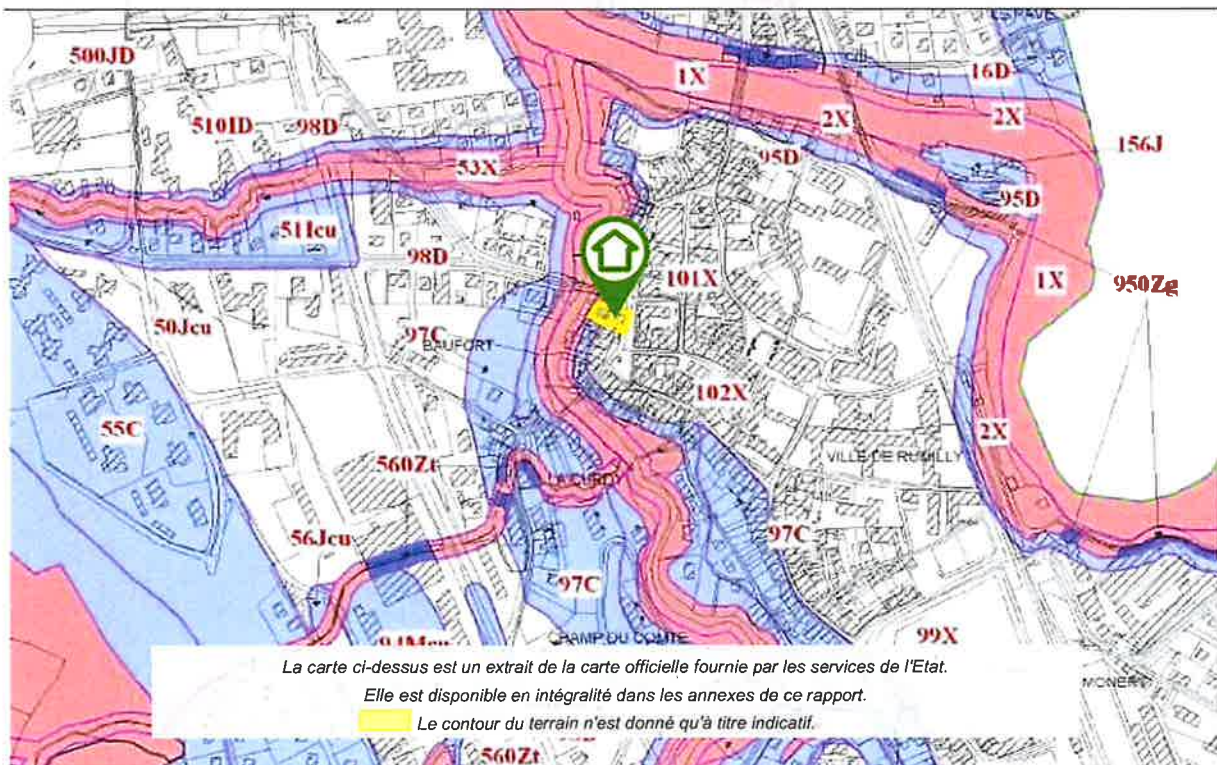 500JD
1X
16D
510ID
98D
2X
2X
156J
53X
95D
95D
51Icu
98D
101X
950Zg
1X
50Jcu
97C
BAUFORT
102X
55C
2X
VILLE DE RUMILLY
560Zt
LA CURDY
56Jcu
97C
97C
CHAMP DU COMTE
99X
La carte ci-dessus est un extrait de la carte officielle fournie par les services de l'Etat.
Elle est disponible en intégralité dans les annexes de ce rapport.
Le contour du terrain n'est donné qu'à titre indicatif.
560Zt